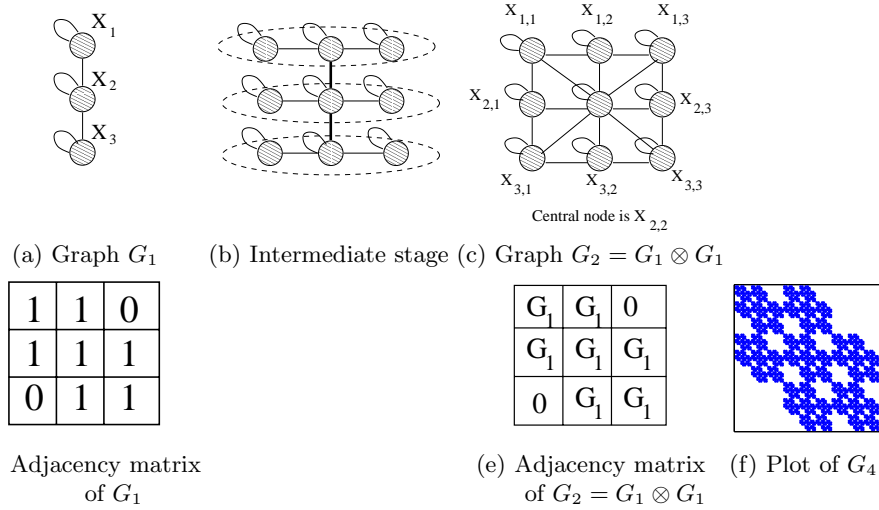 X1
X2
X3
X1,1
X1,2
X1,3
X2,1
X2,3
X3,1
X3,2
X3,3
Central node is X2,2
(a) Graph G1
(b) Intermediate stage
(c) Graph G2 = G1 ⊗ G1
1 1 0
1 1 1
0 1 1
G1 G1 0
G1 G1 G1
0 G1 G1
Adjacency matrix
of G1
(e) Adjacency matrix
of G2 = G1 ⊗ G1
(f) Plot of G4